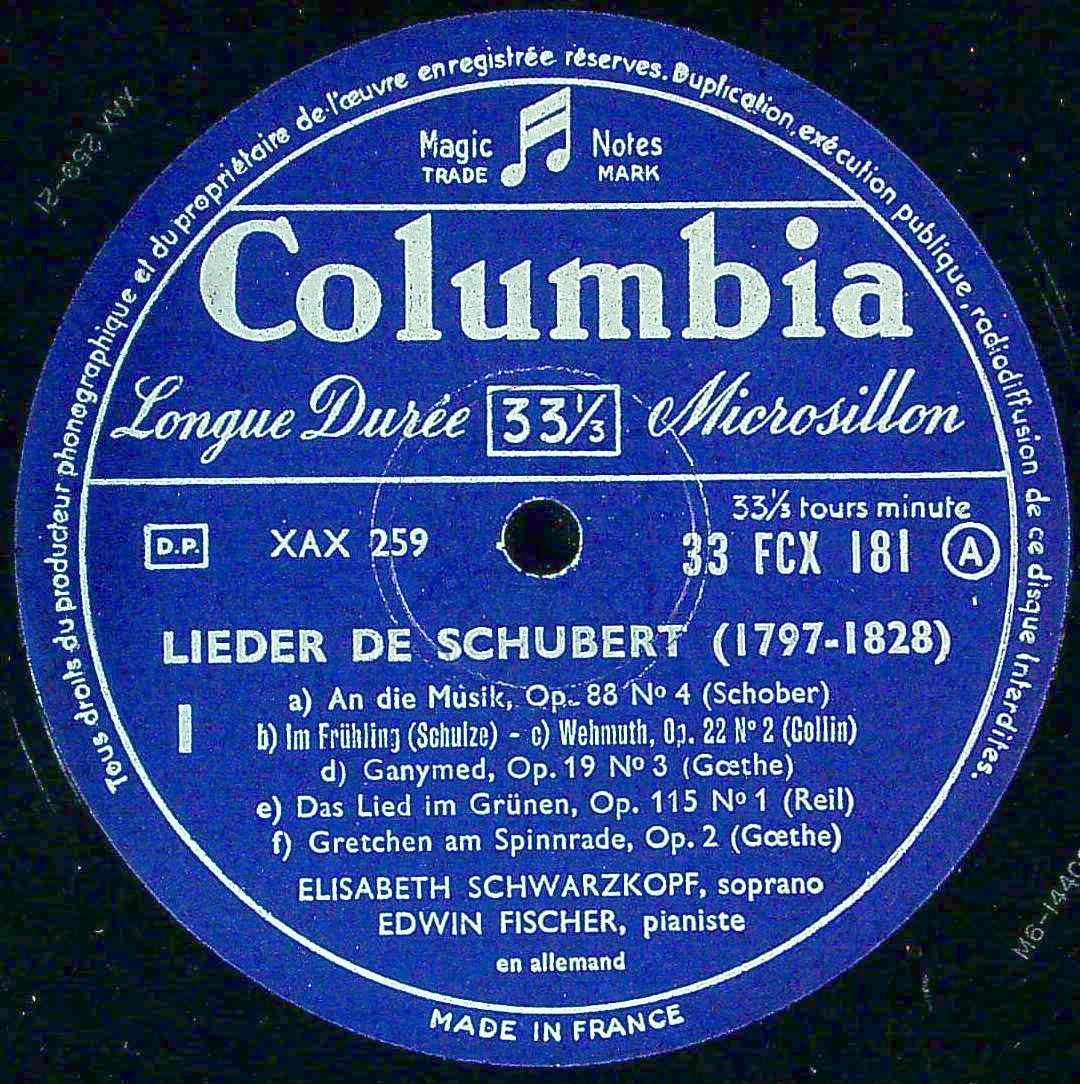 Tous droits du producteur phonographique et du propriétaire de l'œuvre enregistrée réserves. Duplication, exécution publique, radiodiffusion de ce disque interdites.
Magic Notes
TRADE MARK
Columbia
Longue Durée 33⅓ Microsillon
33⅓ tours minute
D.P. XAX 259 33 FCX 181 A
LIEDER DE SCHUBERT (1797-1828)
I
a) An die Musik, Op. 88 Nº 4 (Schober)
b) Im Frühling (Schulze) - c) Wehmuth, Op. 22 Nº 2 (Collin)
d) Ganymed, Op. 19 Nº 3 (Gœthe)
e) Das Lied im Grünen, Op. 115 Nº 1 (Reil)
f) Gretchen am Spinnrade, Op. 2 (Gœthe)
ELISABETH SCHWARZKOPF, soprano
EDWIN FISCHER, pianiste
en allemand
MADE IN FRANCE
XAX 259-21